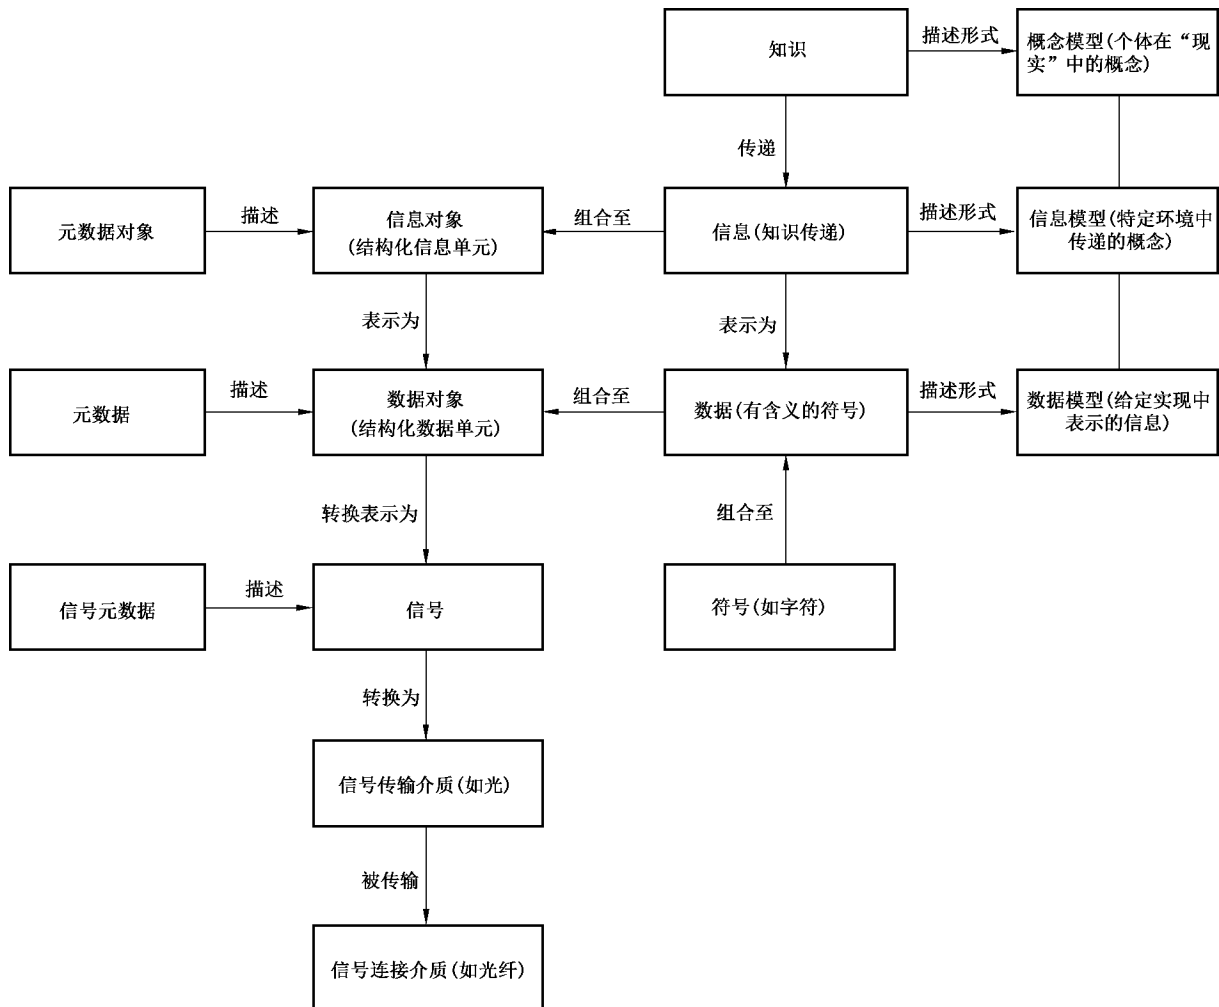 知识
描述形式
概念模型(个体在“现
实”中的概念)
传递
元数据对象
描述
信息对象
(结构化信息单元)
组合至
信息(知识传递)
描述形式
信息模型(特定环境中
传递的概念)
表示为
表示为
元数据
描述
数据对象
(结构化数据单元)
组合至
数据(有含义的符号)
描述形式
数据模型(给定实现中
表示的信息)
转换表示为
组合至
信号元数据
描述
信号
符号(如字符)
转换为
信号传输介质(如光)
被传输
信号连接介质(如光纤)